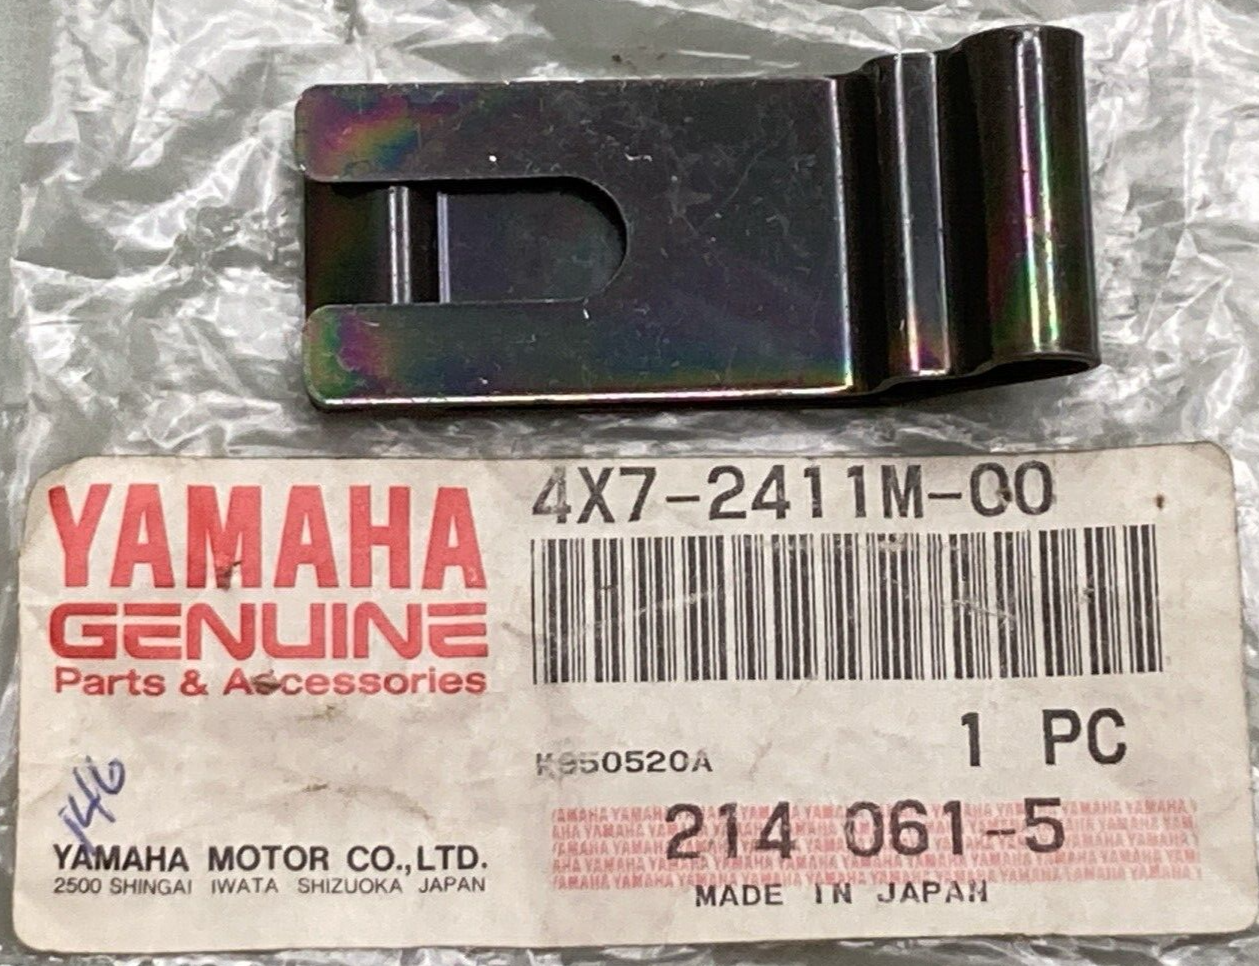 YAMAHA
GENUINE
Parts & Accessories
4X7-2411M-00
1 PC
K950520A
146
214 061-5
YAMAHA MOTOR CO.,LTD.
2500 SHINGAI IWATA SHIZUOKA JAPAN
MADE IN JAPAN